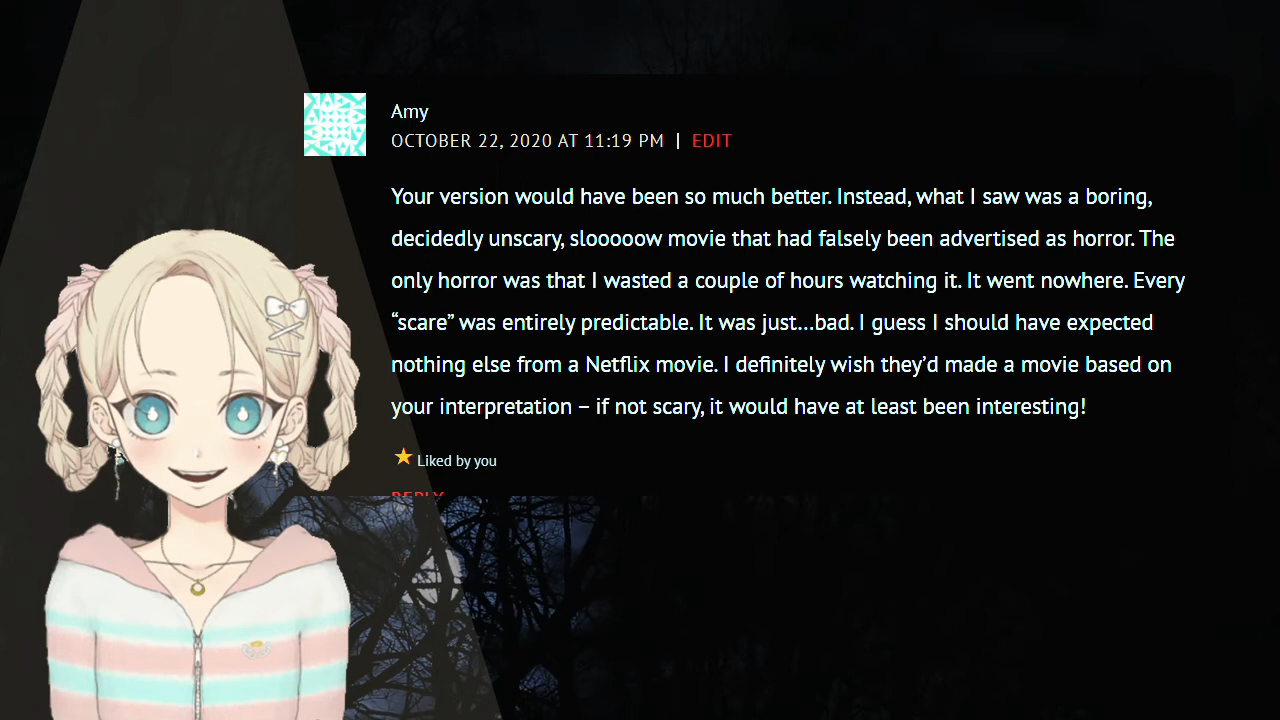 Amy
OCTOBER 22, 2020 AT 11:19 PM | EDIT
Your version would have been so much better. Instead, what I saw was a boring,
decidedly unscary, slooooow movie that had falsely been advertised as horror. The
only horror was that I wasted a couple of hours watching it. It went nowhere. Every
“scare” was entirely predictable. It was just...bad. I guess I should have expected
nothing else from a Netflix movie. I definitely wish they’d made a movie based on
your interpretation – if not scary, it would have at least been interesting!
Liked by you
REPLY